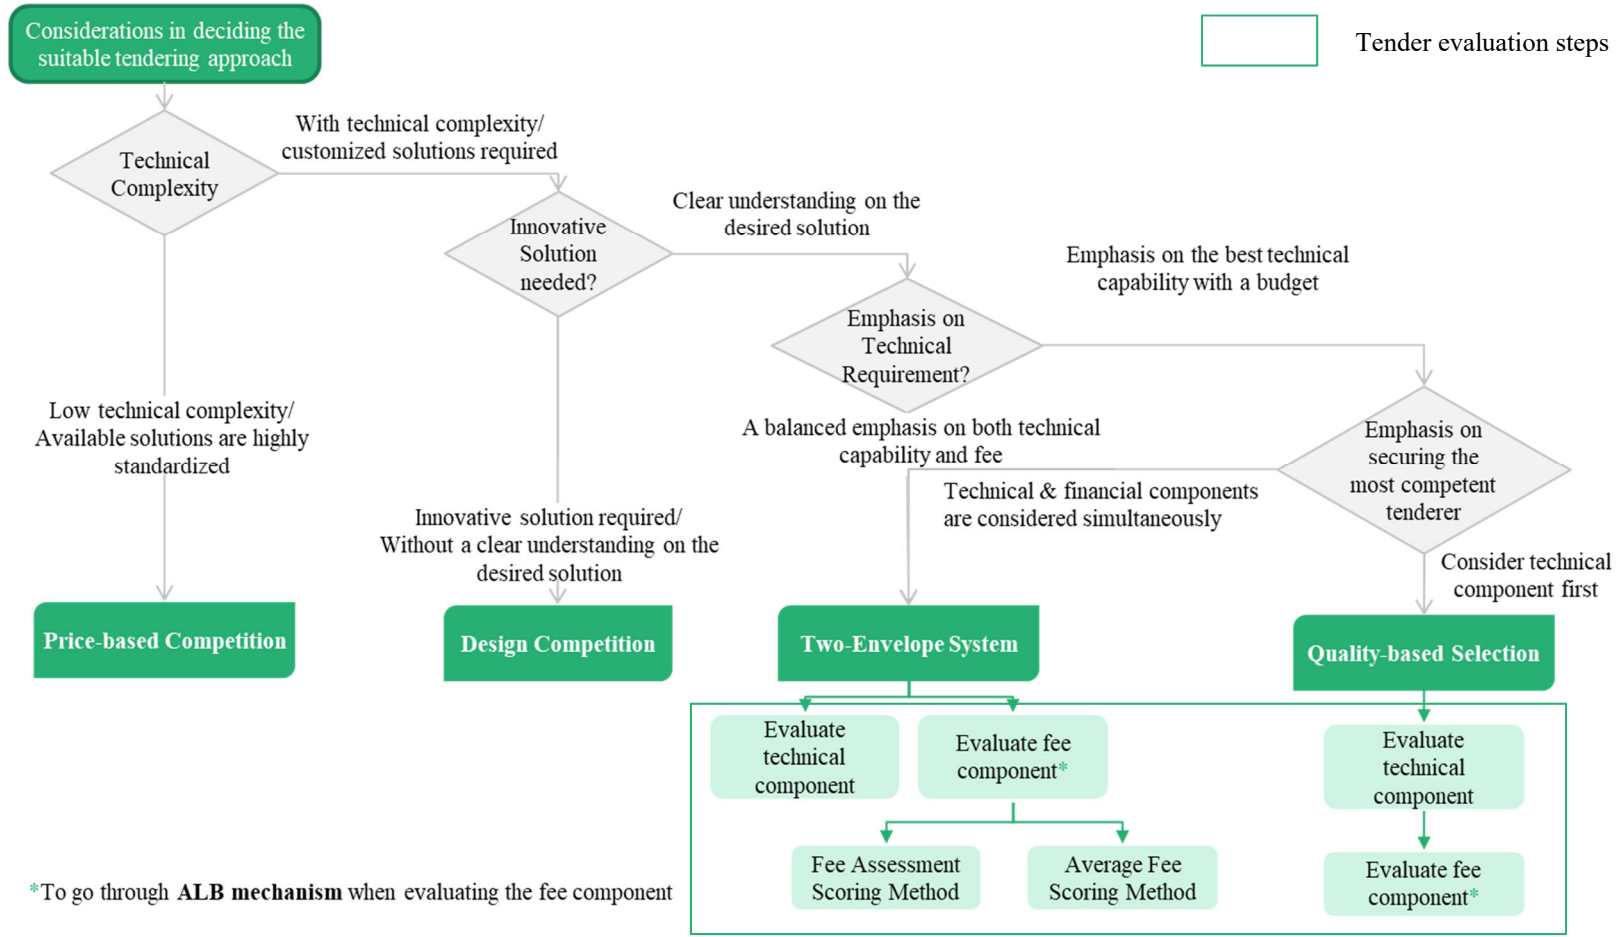 Considerations in deciding the
suitable tendering approach
Tender evaluation steps
With technical complexity/
customized solutions required
Technical
Complexity
Clear understanding on the
desired solution
Innovative
Solution
needed?
Emphasis on the best technical
capability with a budget
Emphasis on
Technical
Requirement?
Low technical complexity/
Available solutions are highly
standardized
A balanced emphasis on both technical
capability and fee
Emphasis on
securing the
most competent
tenderer
Technical & financial components
are considered simultaneously
Innovative solution required/
Without a clear understanding on the
desired solution
Consider technical
component first
Price-based Competition
Design Competition
Two-Envelope System
Quality-based Selection
Evaluate
technical
component
Evaluate fee
component*
Evaluate
technical
component
Fee Assessment
Scoring Method
Average Fee
Scoring Method
Evaluate fee
component*
*To go through ALB mechanism when evaluating the fee component